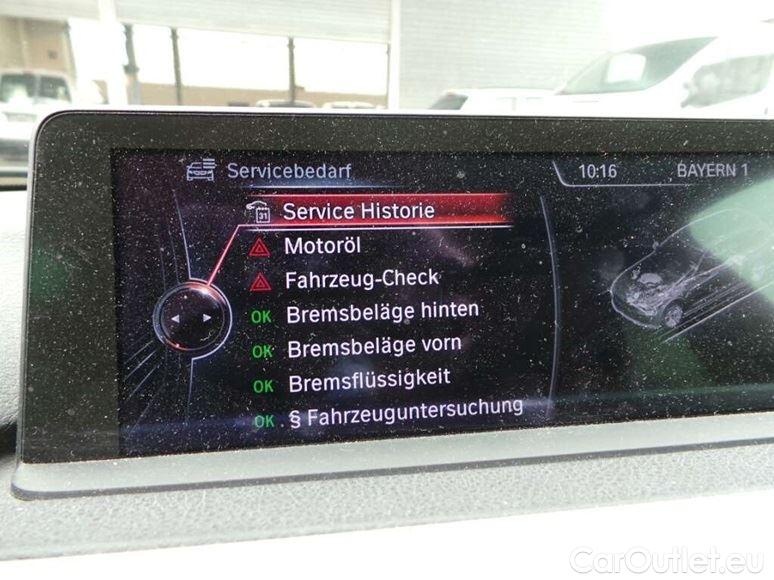 Servicebedarf
10:16
BAYERN 1
31
Service Historie
Motoröl
Fahrzeug-Check
OK Bremsbeläge hinten
OK Bremsbeläge vorn
OK Bremsflüssigkeit
OK § Fahrzeuguntersuchung
CarOutlet.eu